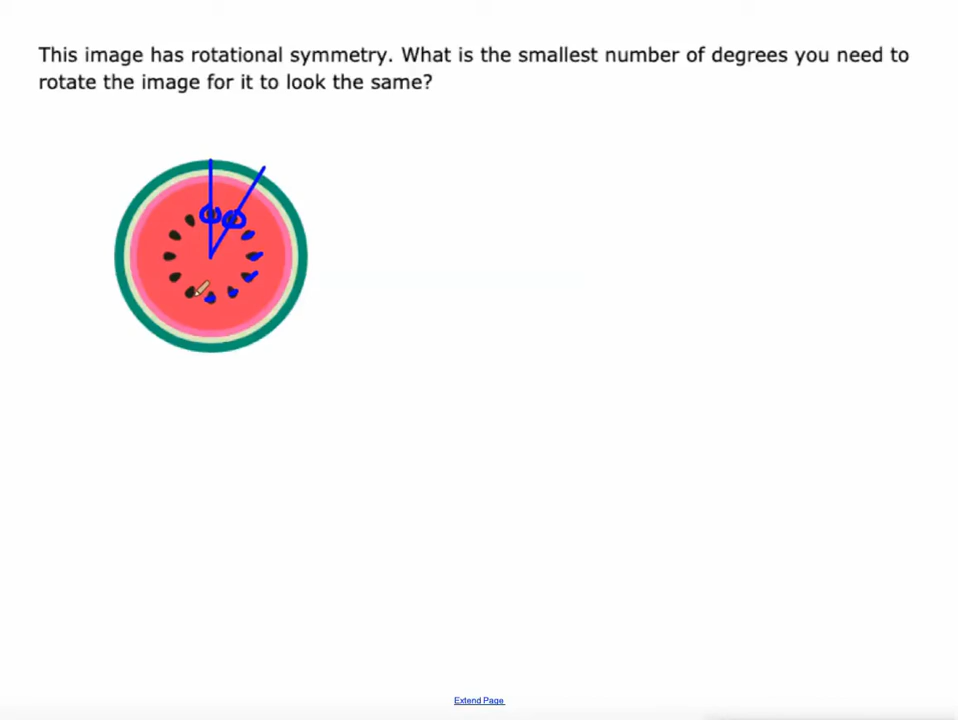 This image has rotational symmetry. What is the smallest number of degrees you need to
rotate the image for it to look the same?
Extend Page